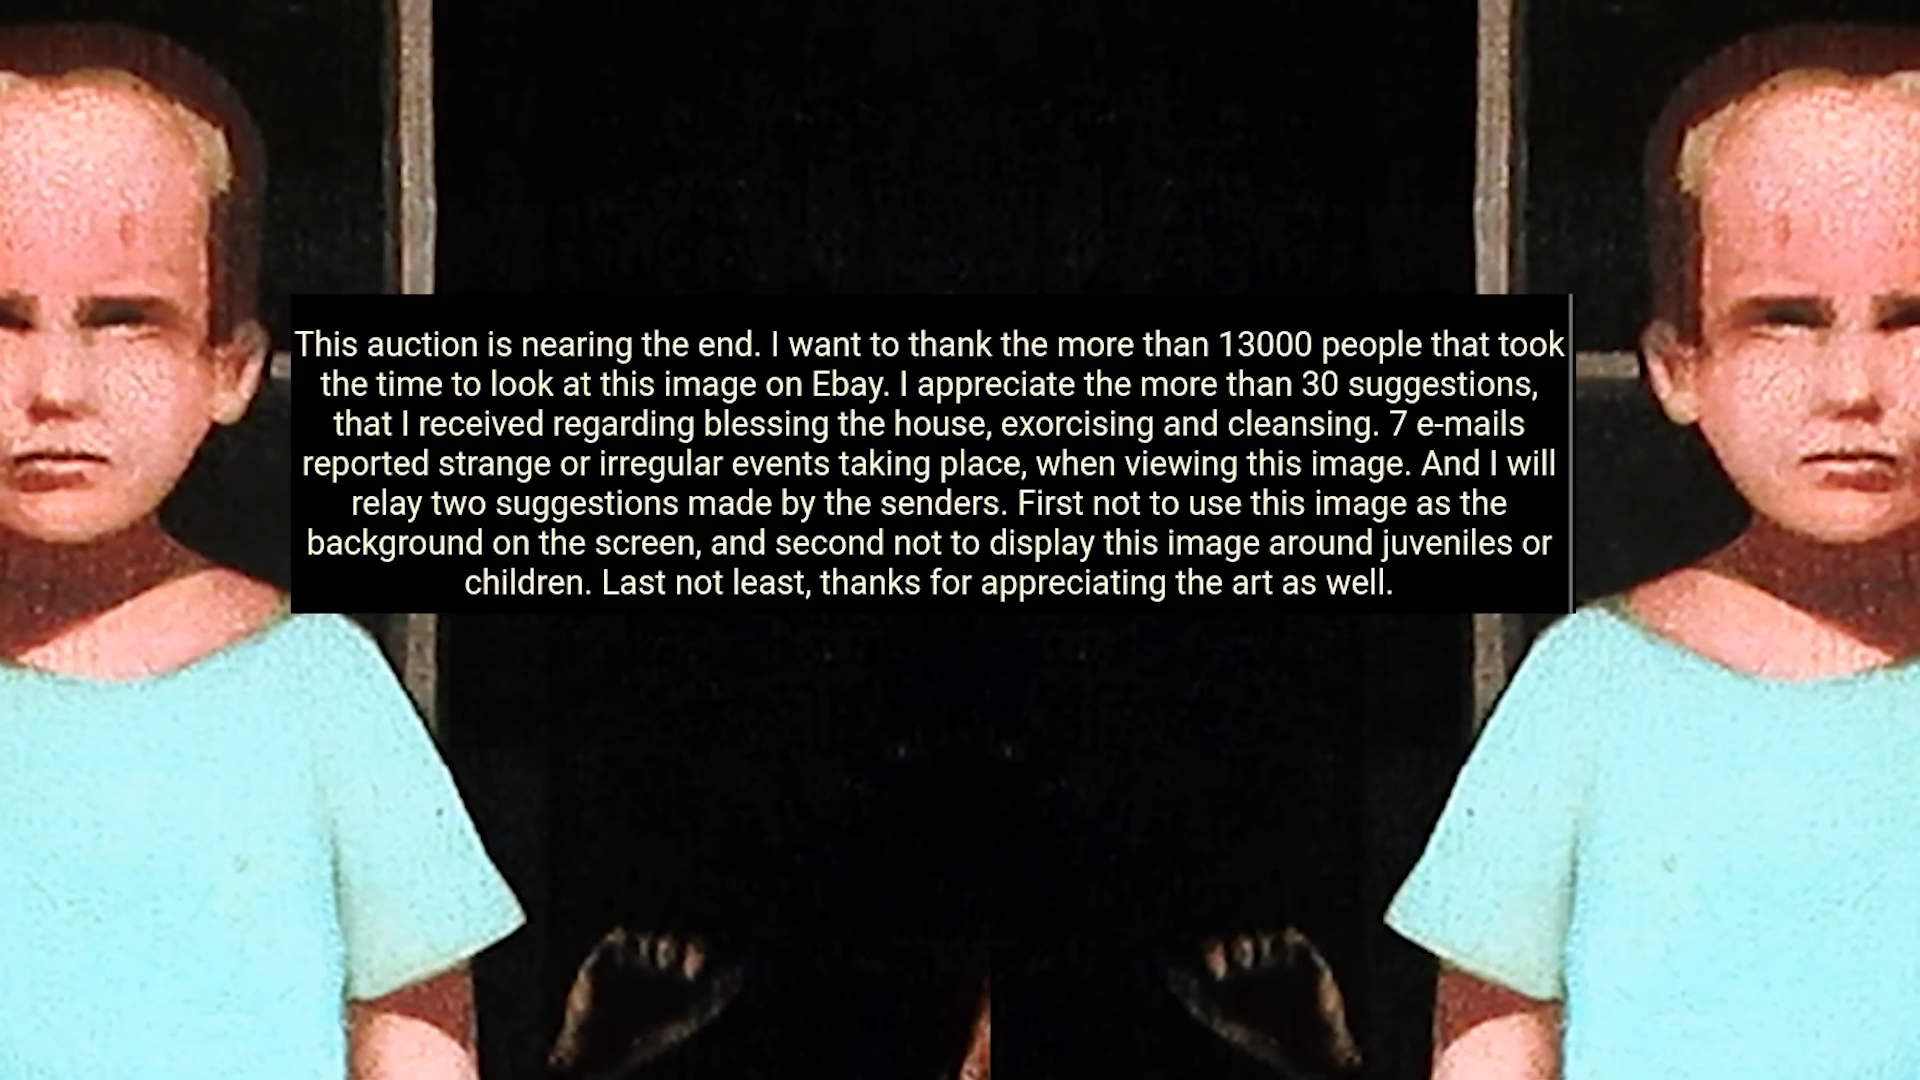 This auction is nearing the end. I want to thank the more than 13000 people that took
the time to look at this image on Ebay. I appreciate the more than 30 suggestions,
that I received regarding blessing the house, exorcising and cleansing. 7 e-mails
reported strange or irregular events taking place, when viewing this image. And I will
relay two suggestions made by the senders. First not to use this image as the
background on the screen, and second not to display this image around juveniles or
children. Last not least, thanks for appreciating the art as well.